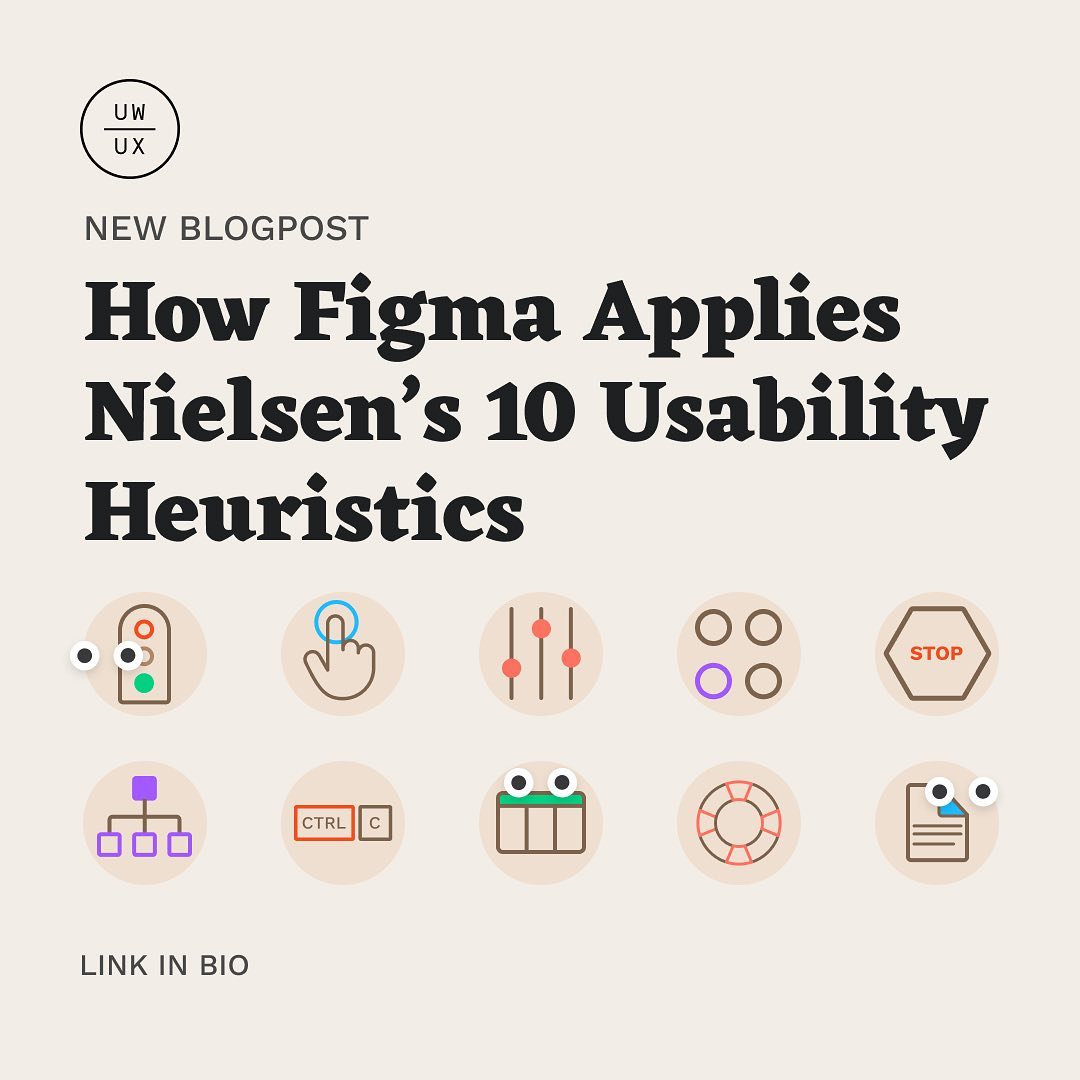 UW
UX
NEW BLOGPOST
How Figma Applies
Nielsen’s 10 Usability
Heuristics
STOP
CTRL C
LINK IN BIO